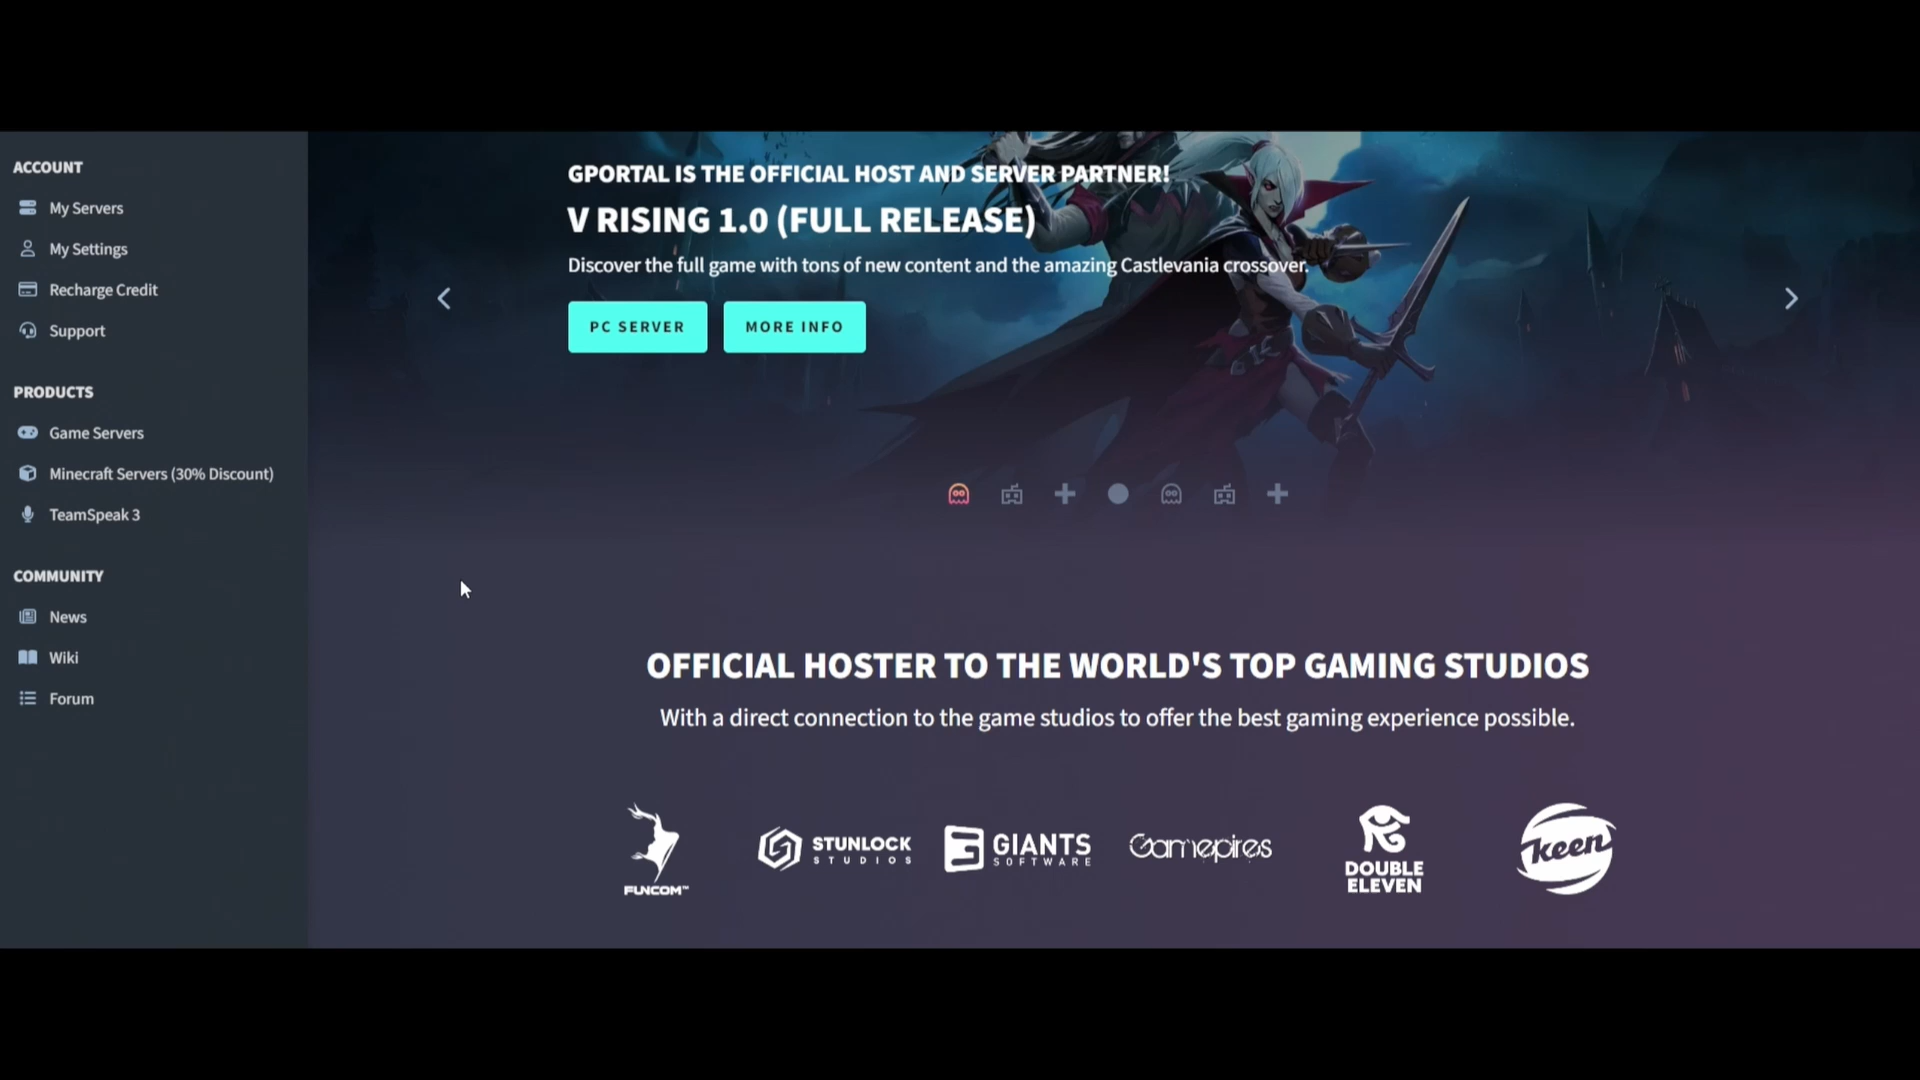 ACCOUNT
My Servers
My Settings
Recharge Credit
Support
PRODUCTS
Game Servers
Minecraft Servers (30% Discount)
TeamSpeak 3
COMMUNITY
News
Wiki
Forum
GPORTAL IS THE OFFICIAL HOST AND SERVER PARTNER!
V RISING 1.0 (FULL RELEASE)
Discover the full game with tons of new content and the amazing Castlevania crossover.
PC SERVER
MORE INFO
OFFICIAL HOSTER TO THE WORLD'S TOP GAMING STUDIOS
With a direct connection to the game studios to offer the best gaming experience possible.
FUNCOM™
STUNLOCK
STUDIOS
GIANTS
SOFTWARE
Gamepires
DOUBLE
ELEVEN
keen